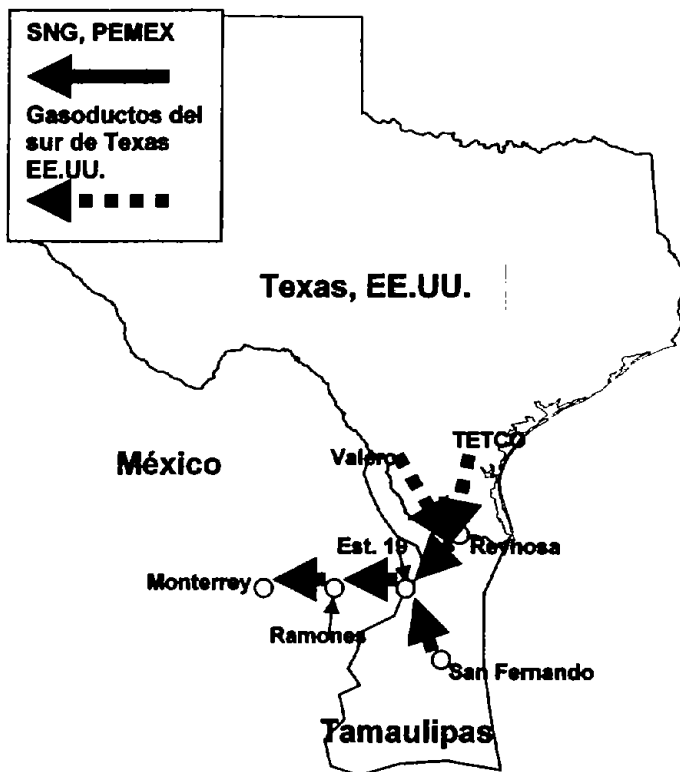 SNG, PEMEX
Gasoductos del
sur de Texas
EE.UU.
Texas, EE.UU.
México
Valero
TETCO
Est. 19
Reynosa
Monterrey
Ramones
San Fernando
Tamaulipas